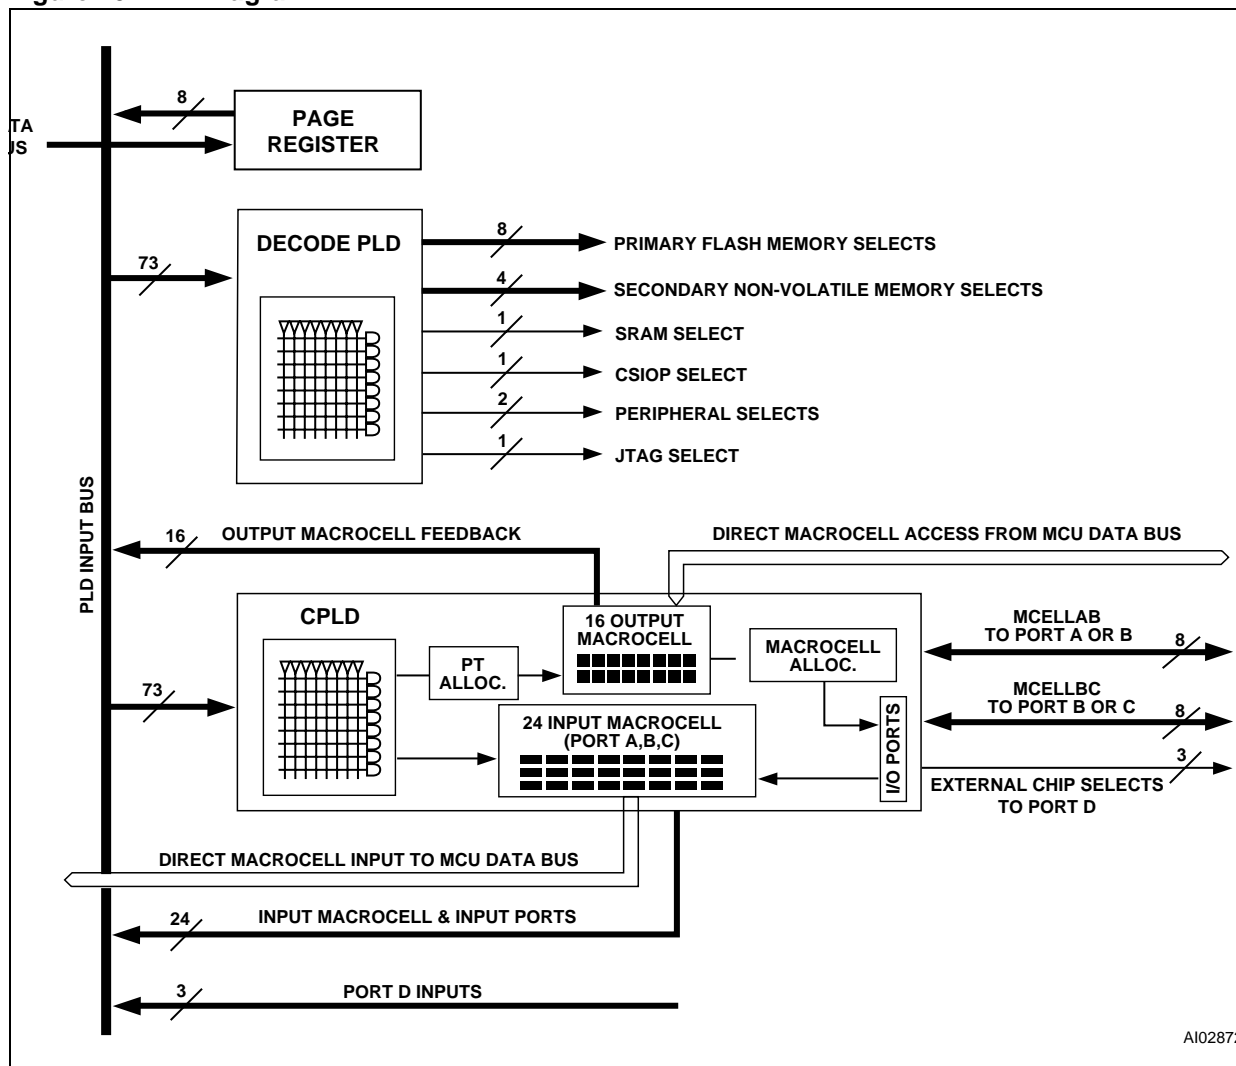 8
PAGE
REGISTER
73
DECODE PLD
8
PRIMARY FLASH MEMORY SELECTS
4
SECONDARY NON-VOLATILE MEMORY SELECTS
1
SRAM SELECT
1
CSIOP SELECT
2
PERIPHERAL SELECTS
1
JTAG SELECT
PLD INPUT BUS
16
OUTPUT MACROCELL FEEDBACK
DIRECT MACROCELL ACCESS FROM MCU DATA BUS
73
CPLD
PT
ALLOC.
16 OUTPUT
MACROCELL
MACROCELL
ALLOC.
24 INPUT MACROCELL
(PORT A,B,C)
I/O PORTS
MCELLAB
TO PORT A OR B
8
MCELLBC
TO PORT B OR C
8
3
EXTERNAL CHIP SELECTS
TO PORT D
DIRECT MACROCELL INPUT TO MCU DATA BUS
24
INPUT MACROCELL & INPUT PORTS
3
PORT D INPUTS
AI02872